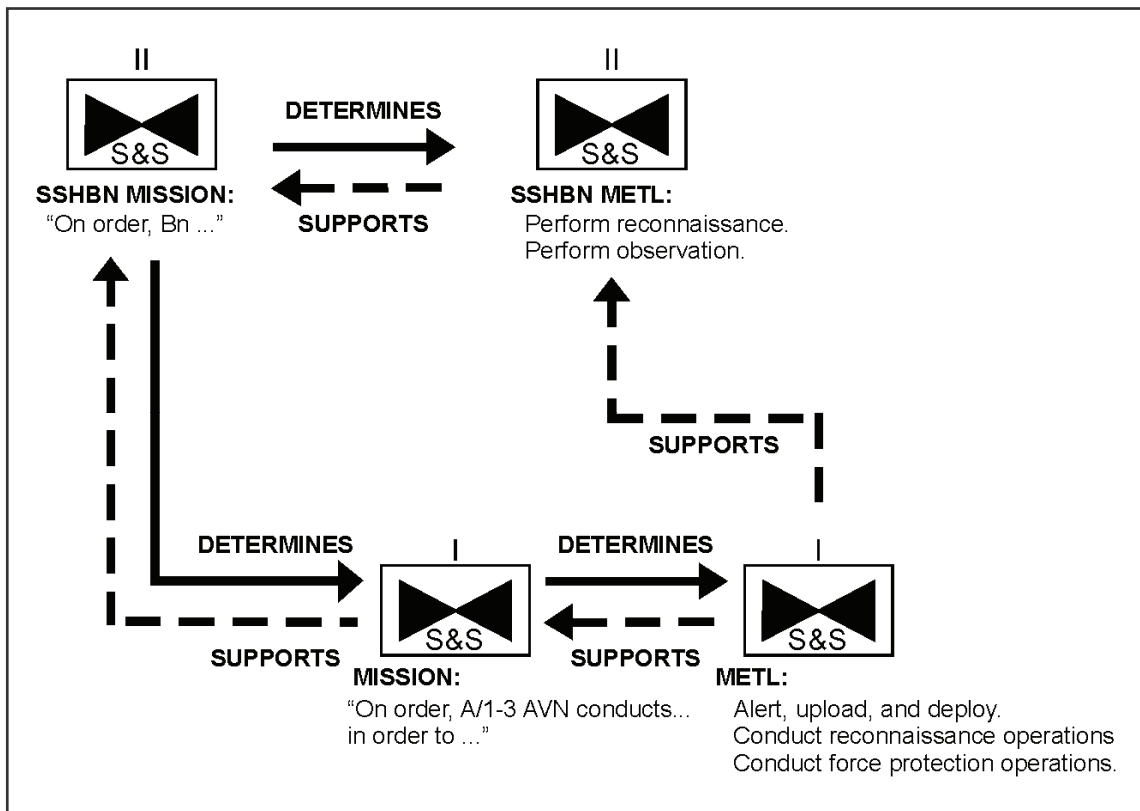 II
S&S
SSHBN MISSION:
“On order, Bn ...”
DETERMINES
SUPPORTS
II
S&S
SSHBN METL:
Perform reconnaissance.
Perform observation.
SUPPORTS
DETERMINES
SUPPORTS
I
S&S
MISSION:
“On order, A/1-3 AVN conducts...
in order to ...”
DETERMINES
SUPPORTS
I
S&S
METL:
Alert, upload, and deploy.
Conduct reconnaissance operations
Conduct force protection operations.